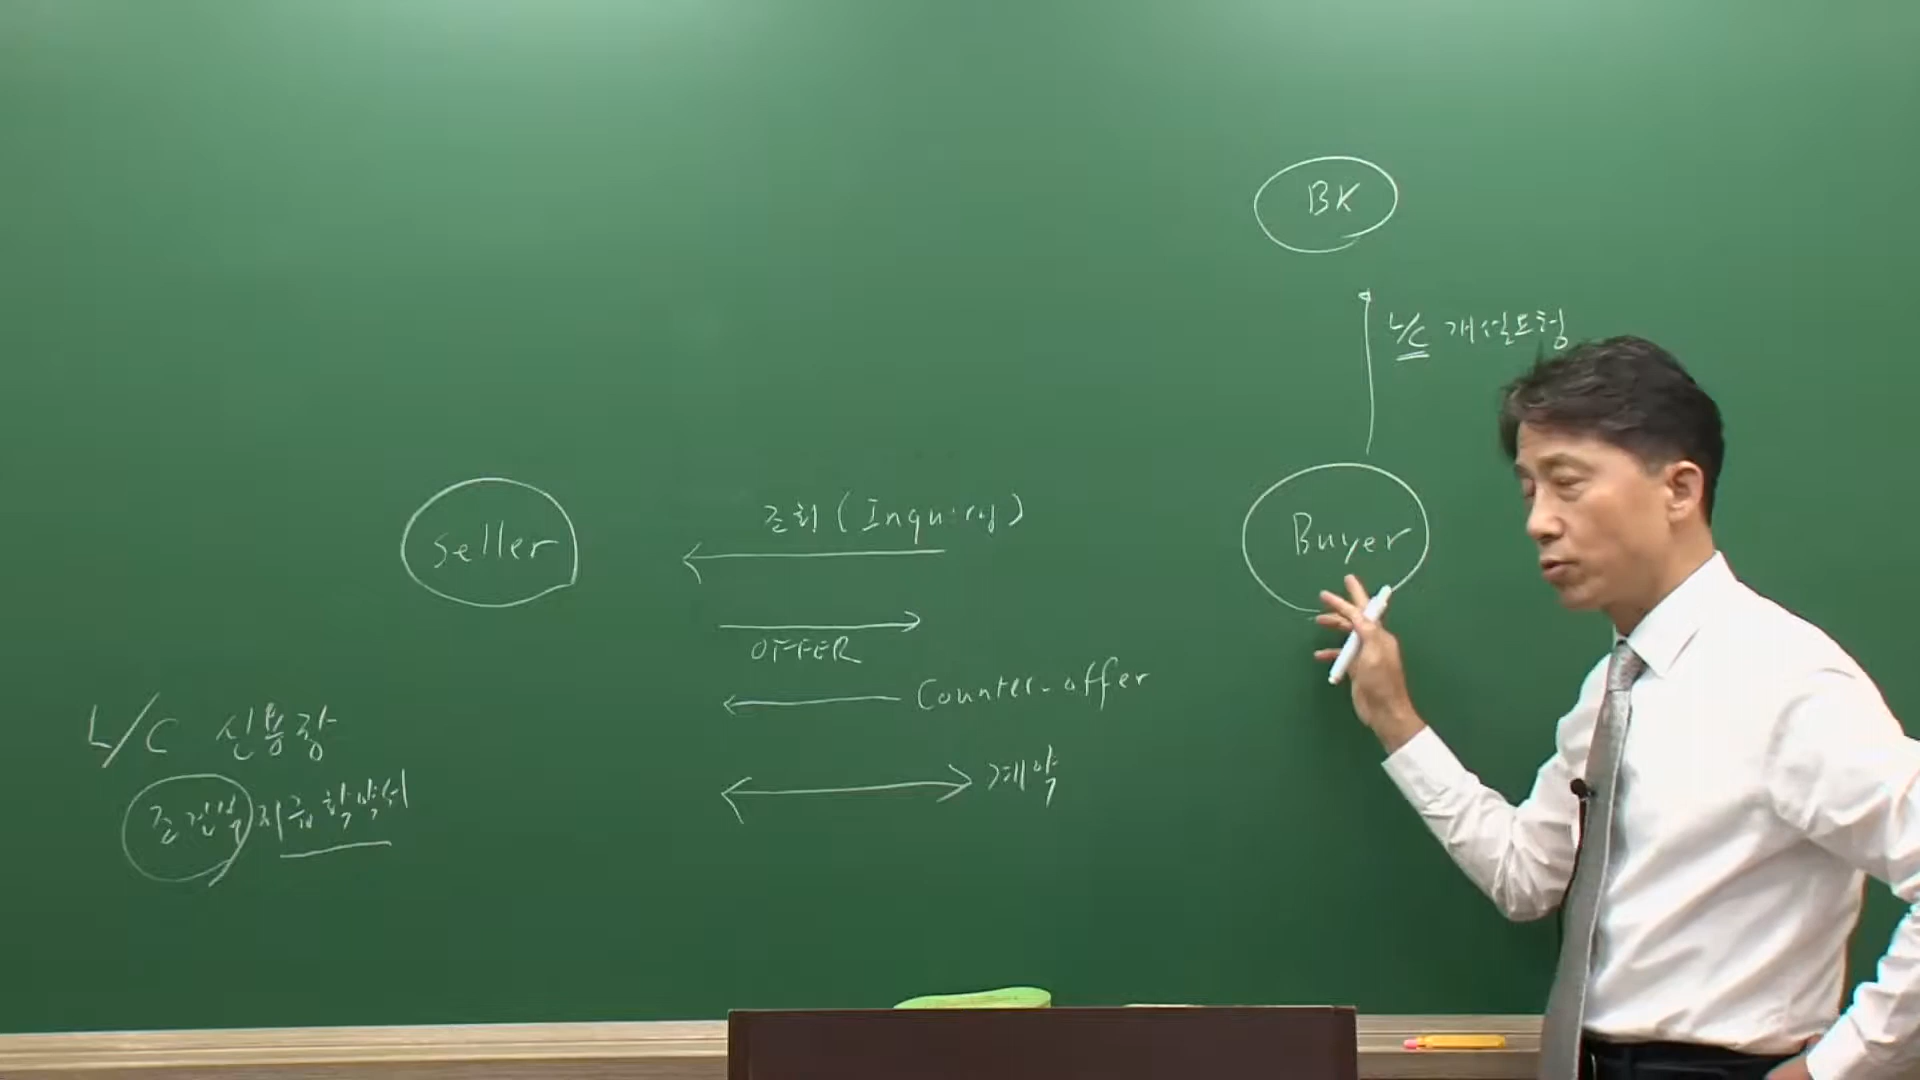 BK
L/C 개설요청
Seller
조회 (Inquiry)
Buyer
OFFER
Counter-offer
계약
L/C 신용장
조건부 지급확약서